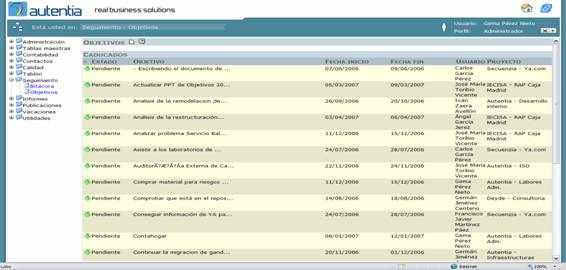 autentia real business solutions
Está usted en: Seguimiento - Objetivos
Usuario: Gema Pérez Nieto
Perfil: Administrador
Administración
Tablas maestras
Contabilidad
Contactos
Calidad
Tablón
Seguimiento
Bitácora
Objetivos
Informes
Publicaciones
Vacaciones
Utilidades
OBJETIVOS
CADUCADOS
ESTADO OBJETIVO FECHA INICIO FECHA FIN USUARIO PROYECTO
Pendiente - Escribiendo el documento de ... 07/06/2006 09/06/2006 Carlos García Pérez Secuenzia - Ya.com
Pendiente Actualizar PPT de Objetivos 20... 05/03/2007 09/03/2007 José María Toribio Vicente IECISA - RAP Caja Madrid
Pendiente Analisis de la remodelación de... 26/09/2006 20/10/2006 Iván Zaera Avellón Autentia - Desarrollo interno
Pendiente Analisis de la restructuración... 03/04/2007 06/04/2007 Ángel García Jerez IECISA - RAP Caja Madrid
Pendiente Analizar problema Servicio Bal... 11/12/2006 15/12/2006 José María Toribio Vicente IECISA - RAP Caja Madrid
Pendiente Asistir a los laboratorios de ... 24/07/2006 28/07/2006 Carlos García Pérez Secuenzia - Ya.com
Pendiente Externa de Ca... 22/11/2006 24/11/2006 José María Toribio Vicente Autentia - ISO
Pendiente Comprar material para riesgos ... 11/12/2006 15/12/2006 Gema Pérez Nieto Autentia - Labores Adm.
Pendiente Comprobar que está en el repos... 14/08/2006 18/08/2006 Germán Jiménez Centeno Deyde - Consultoria
Pendiente Conseguir información de YA pa... 24/07/2006 28/07/2006 Francisco Javier Martínez Páez Secuenzia - Ya.com
Pendiente Contahogar 08/01/2007 12/01/2007 Gema Pérez Nieto Autentia - Labores Adm.
Pendiente Continuar la migracion de gand... 20/11/2006 01/12/2006 Germán Jiménez Autentia - Infraestructuras
Listo Internet 100%